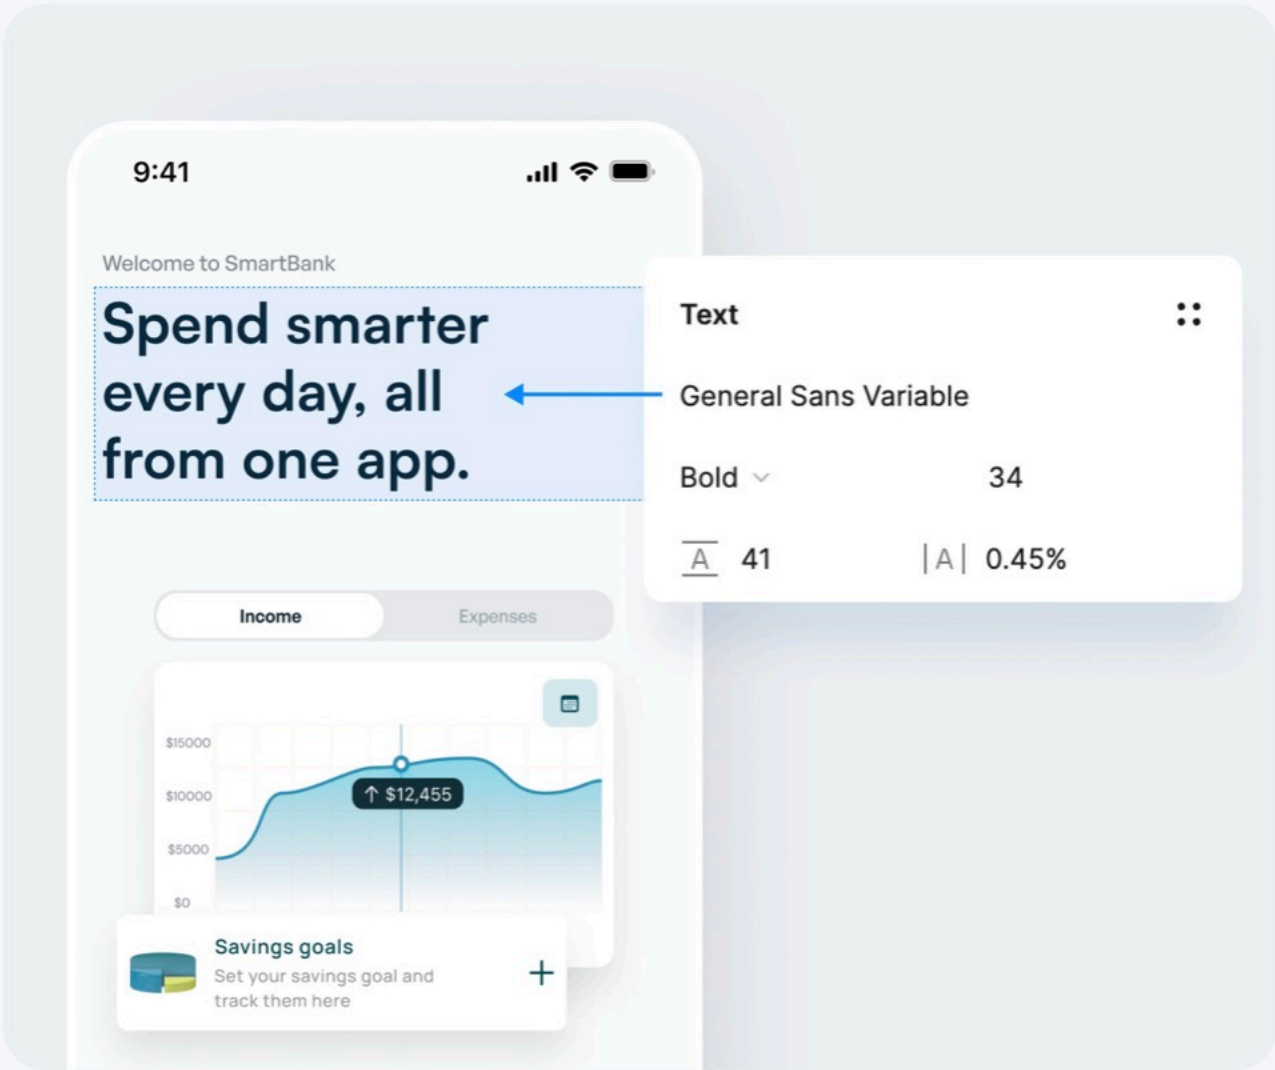 9:41
Welcome to SmartBank
Spend smarter
every day, all
from one app.
Text
General Sans Variable
Bold
34
A 41
|A| 0.45%
Income
Expenses
$15000
$10000
$5000
$0
↑ $12,455
Savings goals
Set your savings goal and
track them here
+